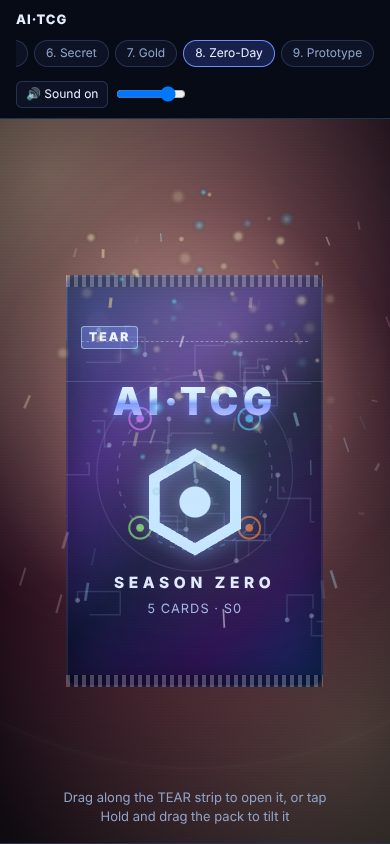 AI·TCG
6. Secret
7. Gold
8. Zero-Day
9. Prototype
🔊 Sound on
TEAR
AI·TCG
SEASON ZERO
5 CARDS · S0
Drag along the TEAR strip to open it, or tap
Hold and drag the pack to tilt it